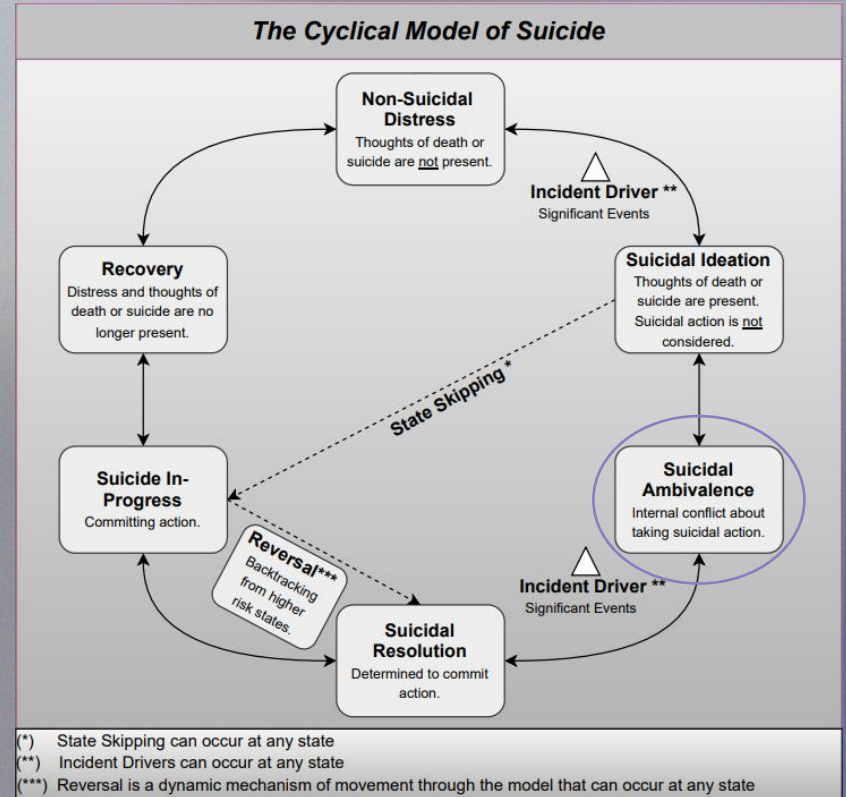 The Cyclical Model of Suicide
Non-Suicidal
Distress
Thoughts of death or
suicide are not present.
Incident Driver **
Significant Events
Recovery
Distress and thoughts of
death or suicide are no
longer present.
Suicidal Ideation
Thoughts of death or
suicide are present.
Suicidal action is not
considered.
State Skipping *
Suicide In-
Progress
Committing action.
Suicidal
Ambivalence
Internal conflict about
taking suicidal action.
Reversal***
Backtracking
from higher
risk states.
Incident Driver **
Significant Events
Suicidal
Resolution
Determined to commit
action.
(*) State Skipping can occur at any state
(**) Incident Drivers can occur at any state
(***) Reversal is a dynamic mechanism of movement through the model that can occur at any state